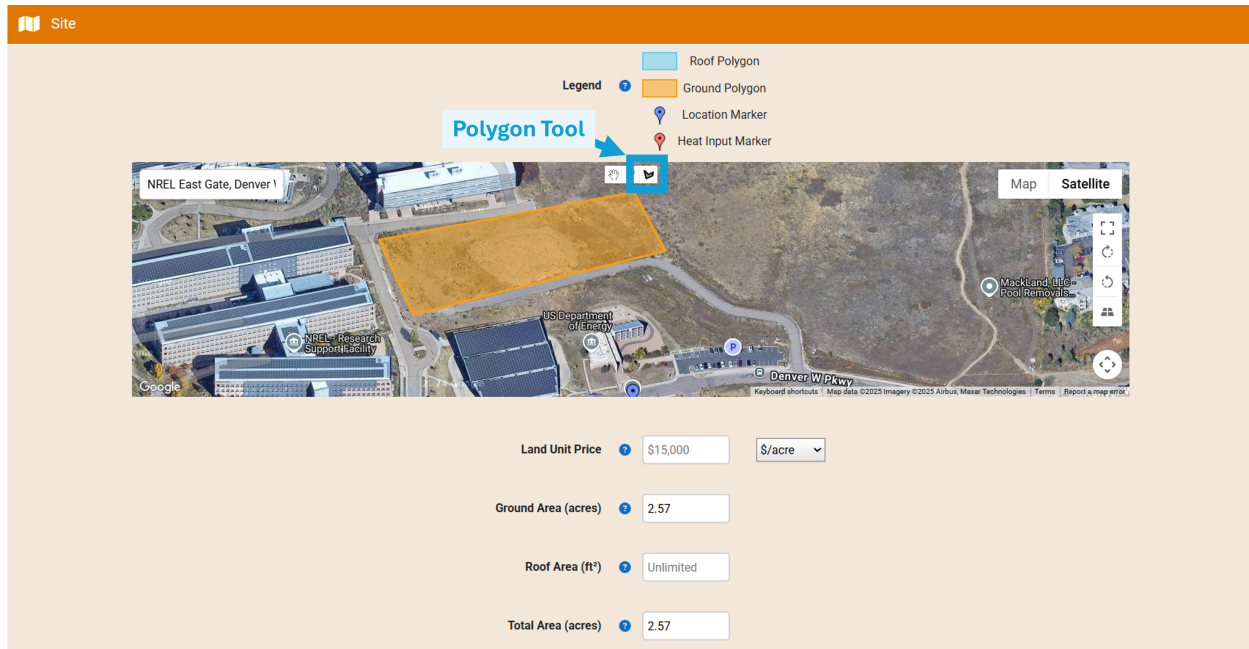 Site
Roof Polygon
Legend
Ground Polygon
Location Marker
Polygon Tool
Heat Input Marker
NREL East Gate, Denver
Map
Satellite
MackLand, LLC -
Pool Removals...
US Department
of Energy
NREL - Research
Support Facility
P
Denver W Pkwy
Google
Keyboard shortcuts
Map data ©2025 Imagery ©2025 Airbus, Maxar Technologies
Terms
Report a map error
Land Unit Price
?
$15,000
$/acre
Ground Area (acres)
?
2.57
Roof Area (ft²)
?
Unlimited
Total Area (acres)
?
2.57